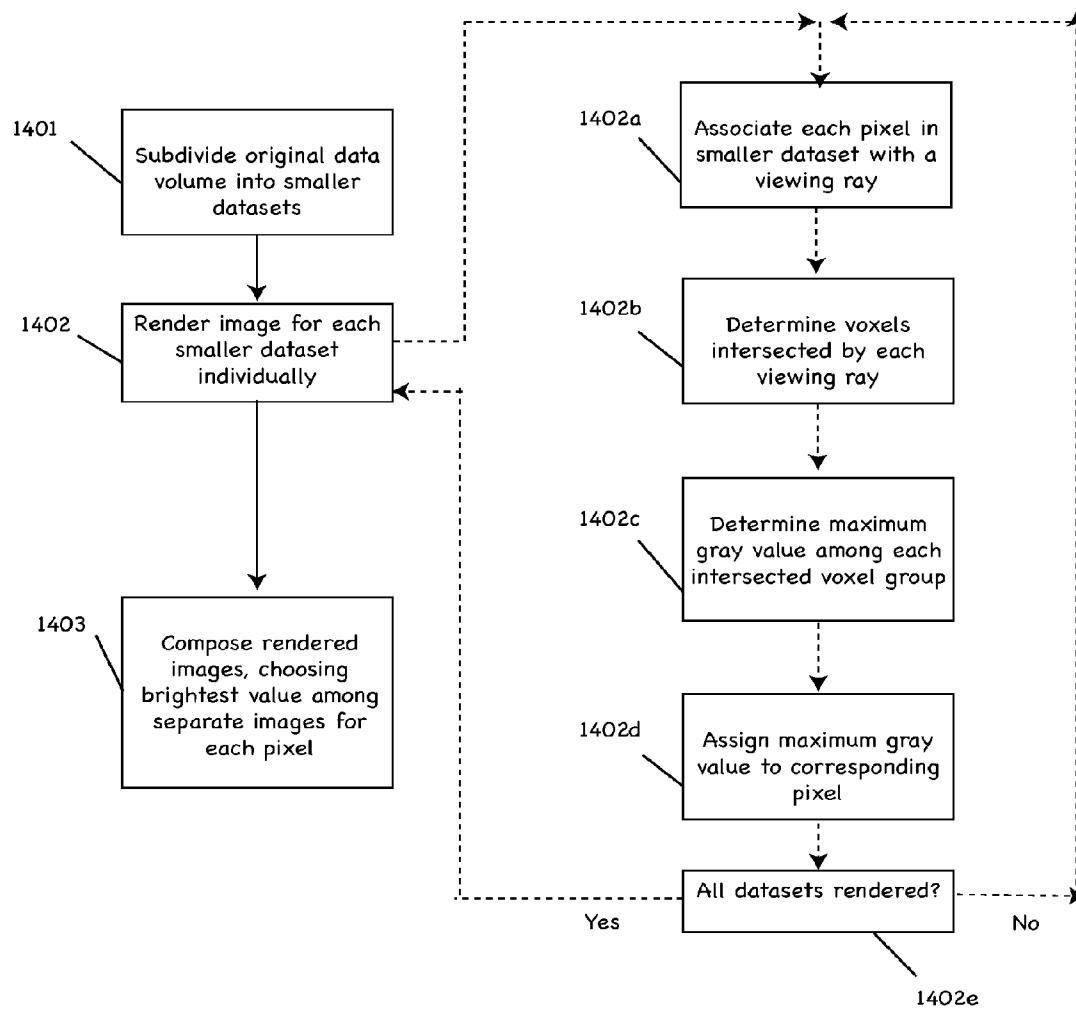 1401
Subdivide original data
volume into smaller
datasets
1402
Render image for each
smaller dataset
individually
1403
Compose rendered
images, choosing
brightest value among
separate images for
each pixel
1402a
Associate each pixel in
smaller dataset with a
viewing ray
1402b
Determine voxels
intersected by each
viewing ray
1402c
Determine maximum
gray value among each
intersected voxel group
1402d
Assign maximum gray
value to corresponding
pixel
All datasets rendered?
Yes
No
1402e